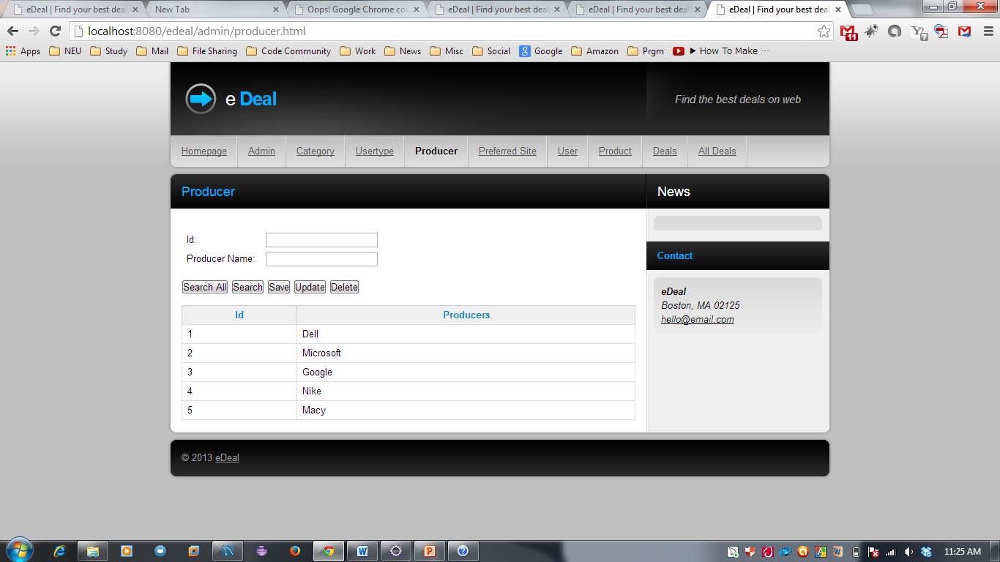 eDeal | Find your best deal
New Tab
Oops! Google Chrome co
eDeal | Find your best deal
eDeal | Find your best deal
eDeal | Find your best deal
localhost:8080/edeal/admin/producer.html
11
Apps NEU Study Mail File Sharing Code Community Work News Misc Social Google Amazon Prgm ► How To Make ···
e Deal
Find the best deals on web
Homepage Admin Category Usertype Producer Preferred Site User Product Deals All Deals
Producer
News
Id:
Producer Name:
Search All Search Save Update Delete
Id Producers
1 Dell
2 Microsoft
3 Google
4 Nike
5 Macy
Contact
eDeal
Boston, MA 02125
hello@email.com
© 2013 eDeal
11:25 AM